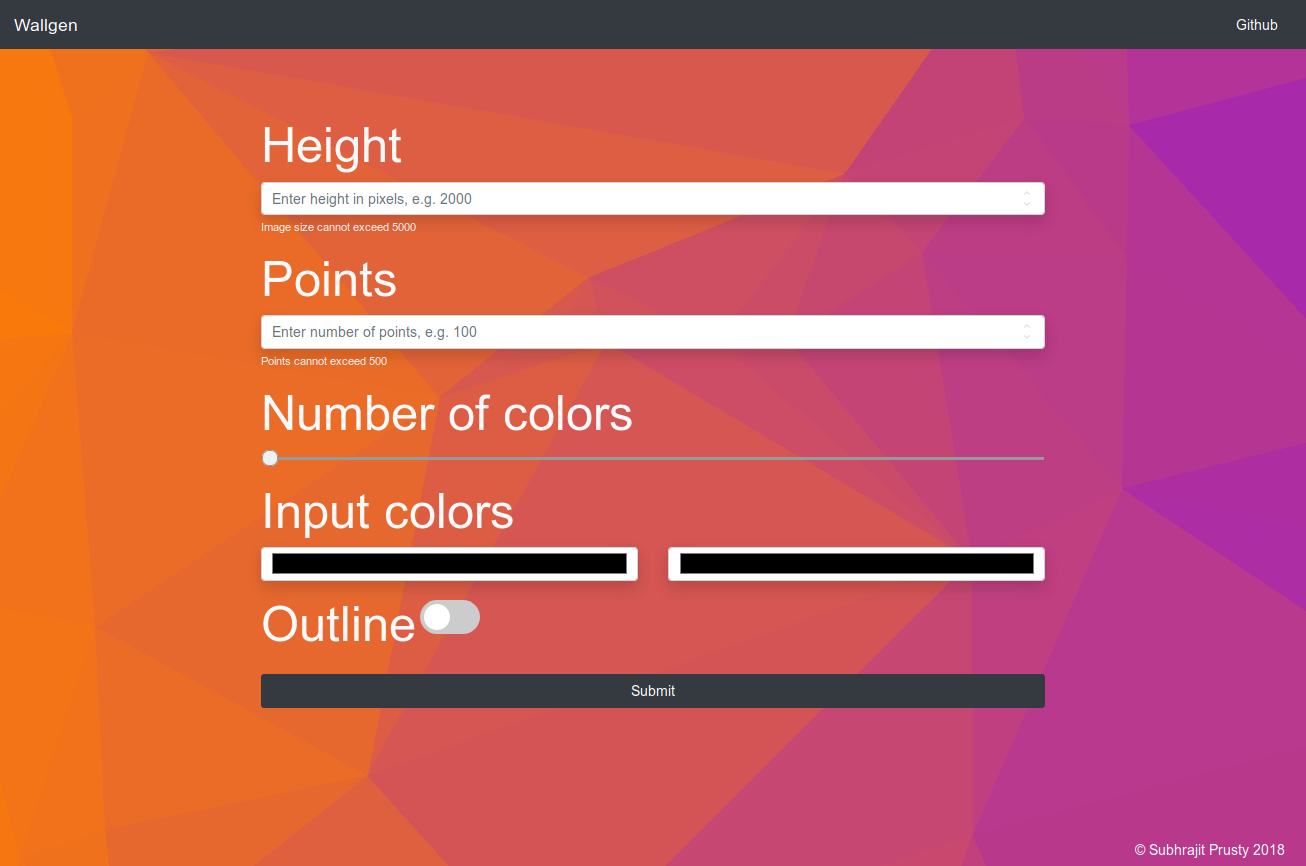 Wallgen
Github
Height
Enter height in pixels, e.g. 2000
Image size cannot exceed 5000
Points
Enter number of points, e.g. 100
Points cannot exceed 500
Number of colors
Input colors
Outline
Submit
© Subhrajit Prusty 2018